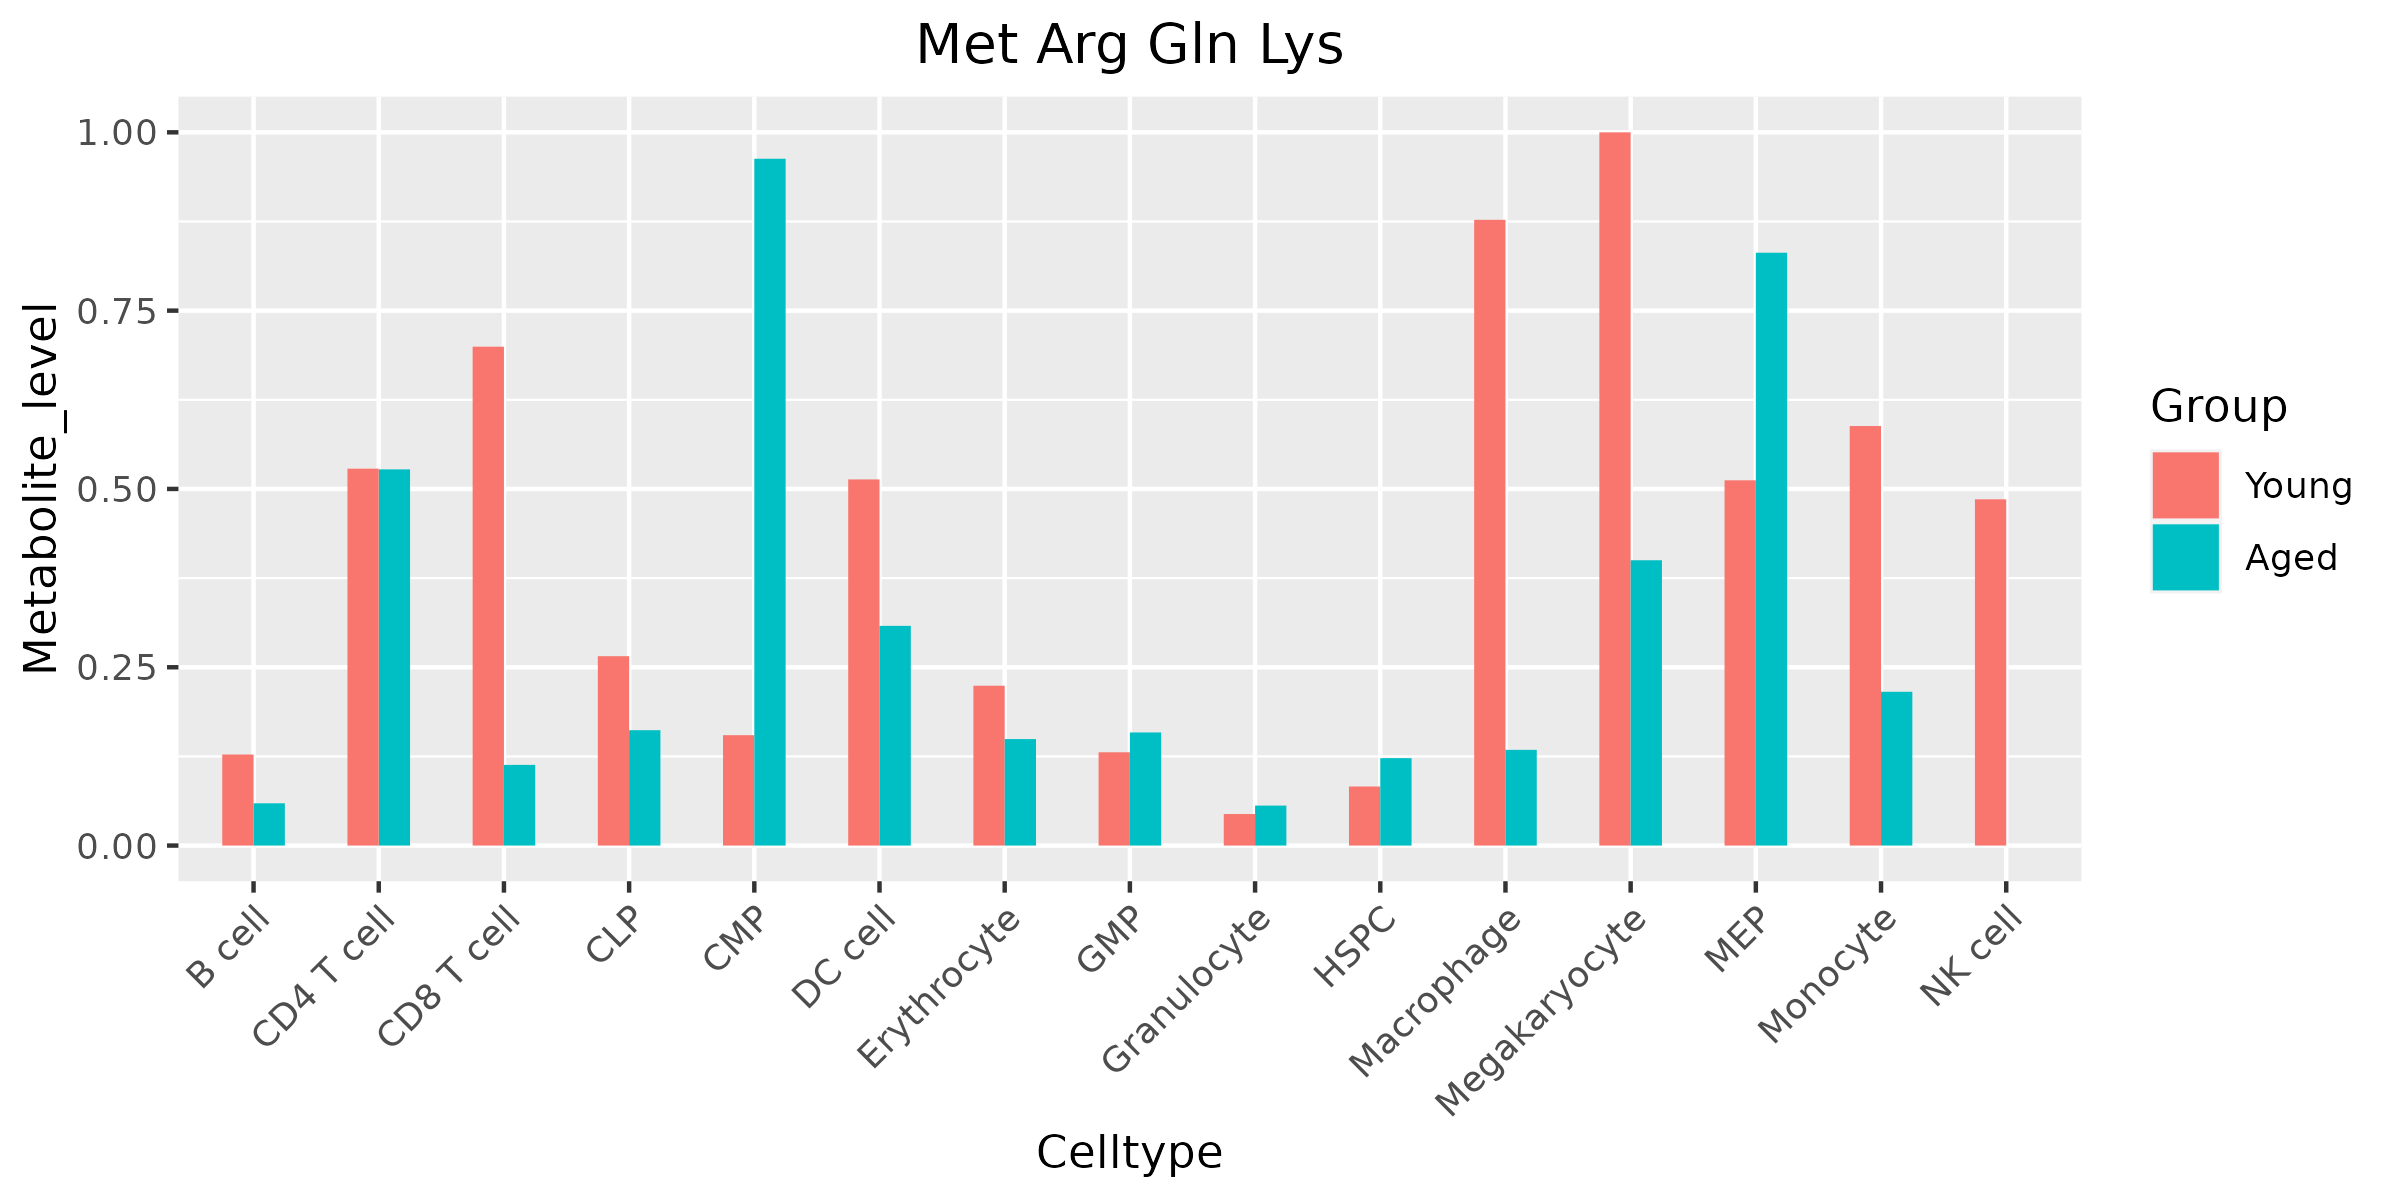 Met Arg Gln Lys
Metabolite_level
1.00
0.75
0.50
0.25
0.00
B cell
CD4 T cell
CD8 T cell
CLP
CMP
DC cell
Erythrocyte
GMP
Granulocyte
HSPC
Macrophage
Megakaryocyte
MEP
Monocyte
NK cell
Celltype
Group
Young
Aged